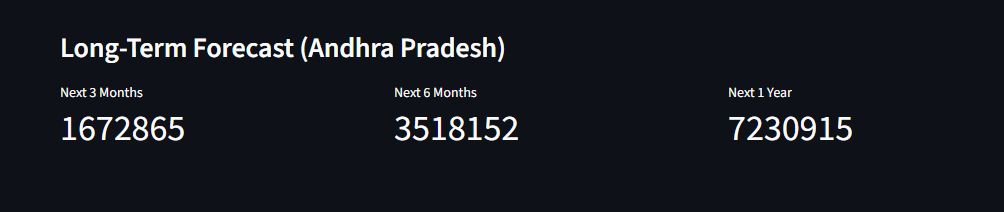 Long-Term Forecast (Andhra Pradesh)
Next 3 Months
Next 6 Months
Next 1 Year
1672865
3518152
7230915